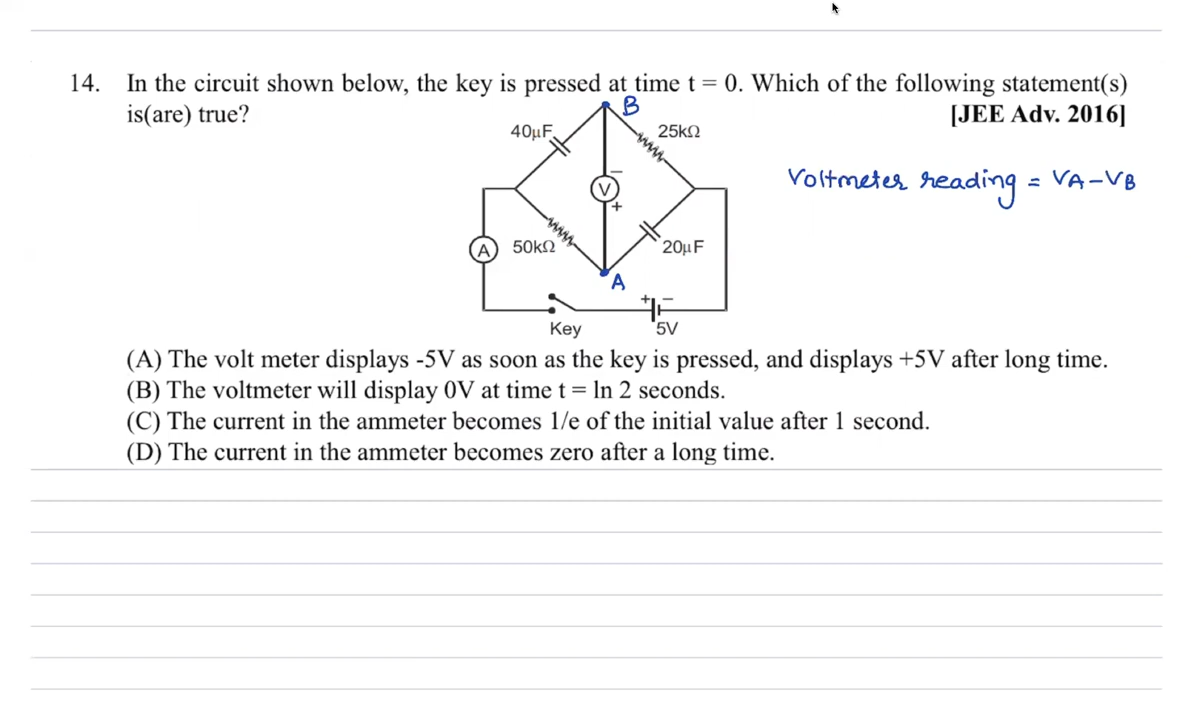 14. In the circuit shown below, the key is pressed at time t = 0. Which of the following statement(s)
is(are) true? [JEE Adv. 2016]
B
40μF
25kΩ
Voltmeter reading = VA-VB
V
+
A
50kΩ
20μF
A
+ –
Key
5V
(A) The volt meter displays -5V as soon as the key is pressed, and displays +5V after long time.
(B) The voltmeter will display 0V at time t = ln 2 seconds.
(C) The current in the ammeter becomes 1/e of the initial value after 1 second.
(D) The current in the ammeter becomes zero after a long time.